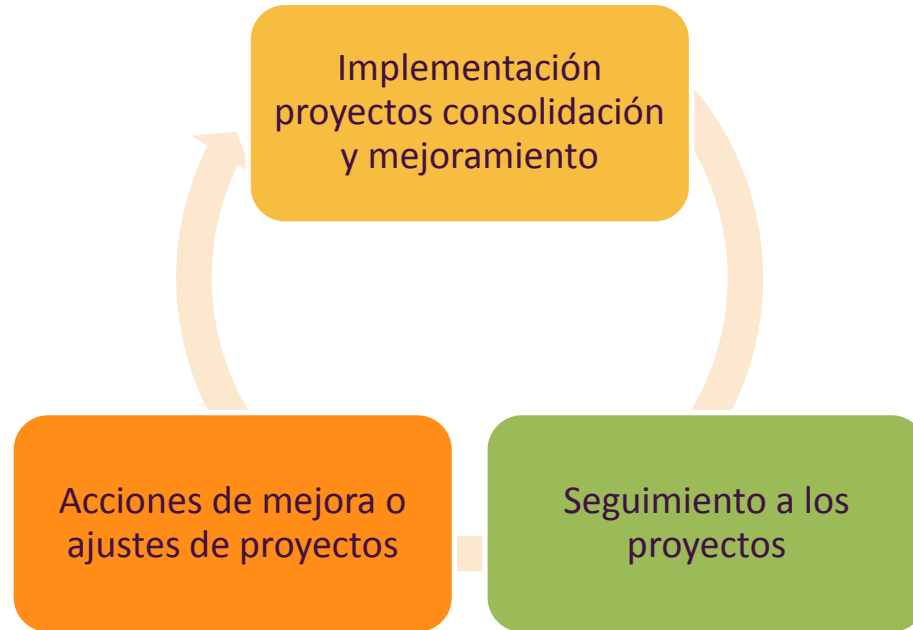 Implementación
proyectos consolidación
y mejoramiento
Acciones de mejora o
ajustes de proyectos
Seguimiento a los
proyectos